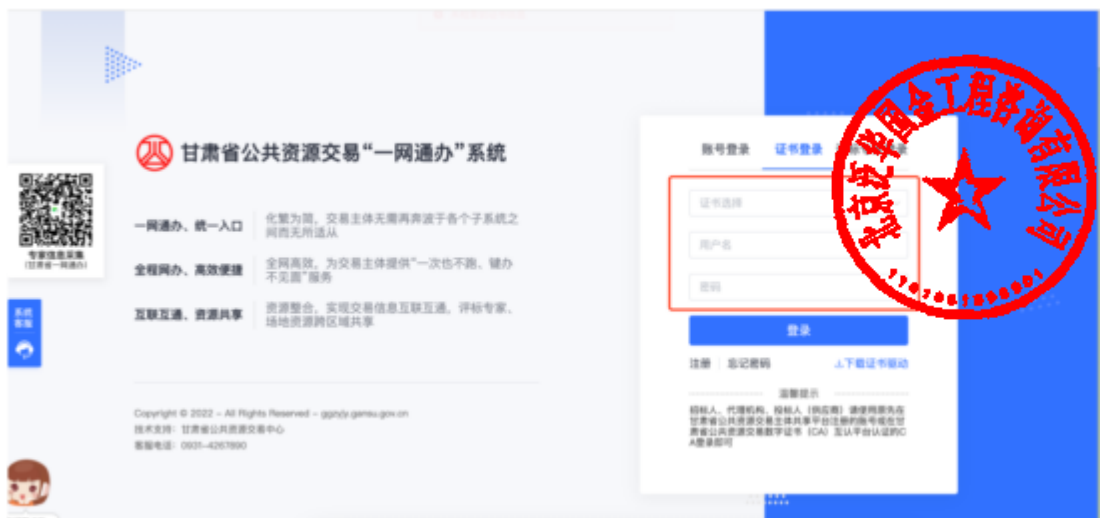 甘肃省公共资源交易“一网通办”系统
一网通办、统一入口
化繁为简，交易主体无需再奔波于各个子系统之
间而无所适从
全程网办、高效便捷
全网高效，为交易主体提供“一次也不跑、键办
不见面”服务
互联互通、资源共享
资源整合，实现交易信息互联互通，评标专家、
场地资源跨区域共享
Copyright © 2022 - All Rights Reserved - ggzyjy.gansu.gov.cn
技术支持：甘肃省公共资源交易中心
客服电话：0931-4267890
专家信息采集
(甘肃省一网通办)
系统
客服
账号登录
证书登录
录
证书选择
用户名
密码
登录
注册
忘记密码
下载证书驱动
温馨提示
招标人、代理机构、投标人（供应商）请使用原先在
甘肃省公共资源交易主体共享平台注册的账号或在甘
肃省公共资源交易数字证书（CA）互认平台认证的C
A登录即可
北京英华国金工程咨询有限公司